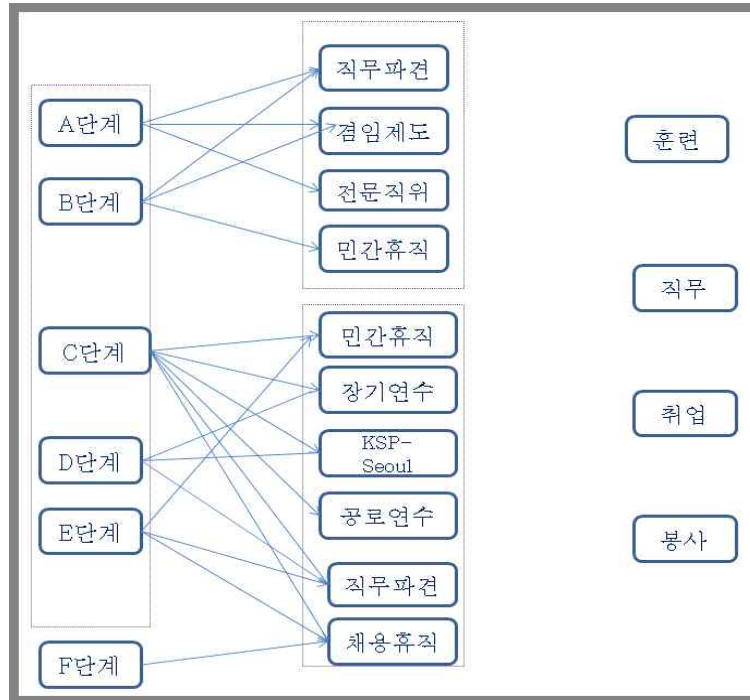 A단계
B단계
C단계
D단계
E단계
F단계
직무파견
겸임제도
전문직위
민간휴직
민간휴직
장기연수
KSP-
Seoul
공로연수
직무파견
채용휴직
훈련
직무
취업
봉사